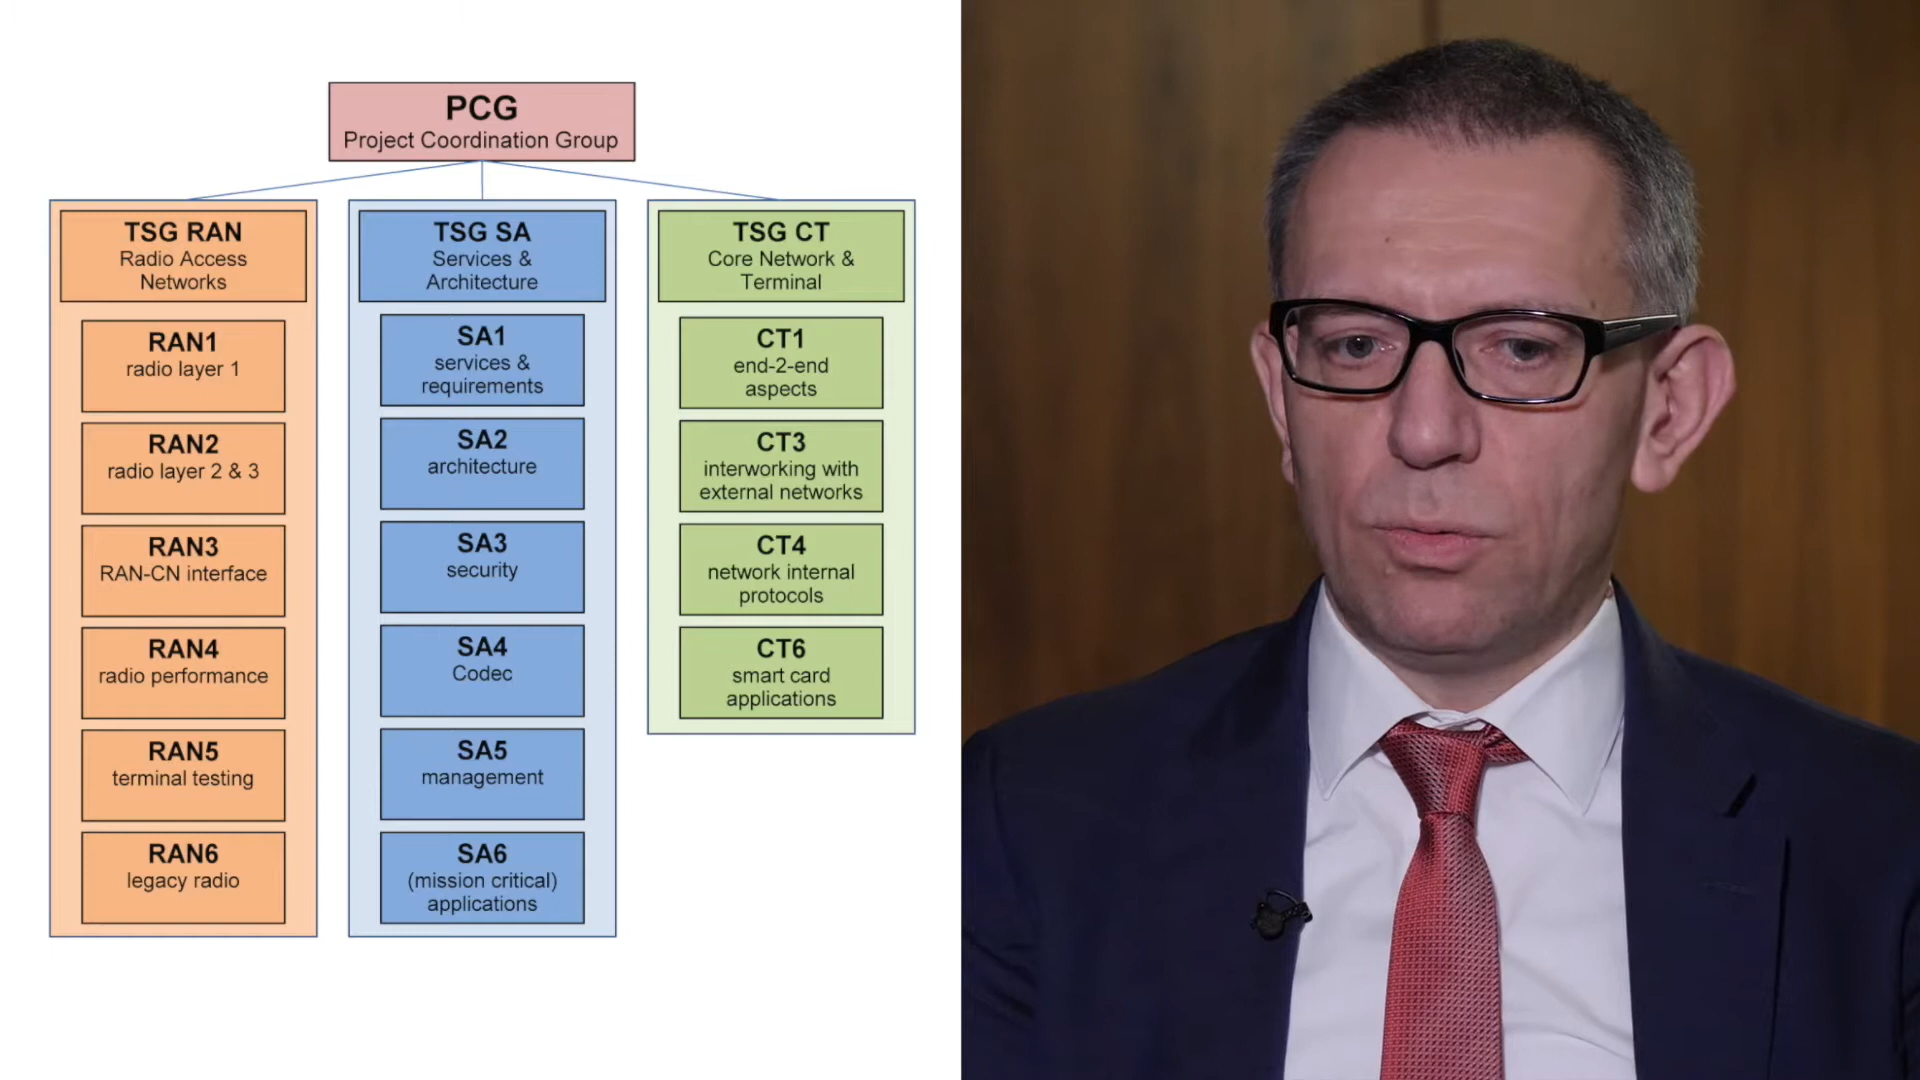 PCG
Project Coordination Group
TSG RAN
Radio Access
Networks
RAN1
radio layer 1
RAN2
radio layer 2 & 3
RAN3
RAN-CN interface
RAN4
radio performance
RAN5
terminal testing
RAN6
legacy radio
TSG SA
Services &
Architecture
SA1
services &
requirements
SA2
architecture
SA3
security
SA4
Codec
SA5
management
SA6
(mission critical)
applications
TSG CT
Core Network &
Terminal
CT1
end-2-end
aspects
CT3
interworking with
external networks
CT4
network internal
protocols
CT6
smart card
applications